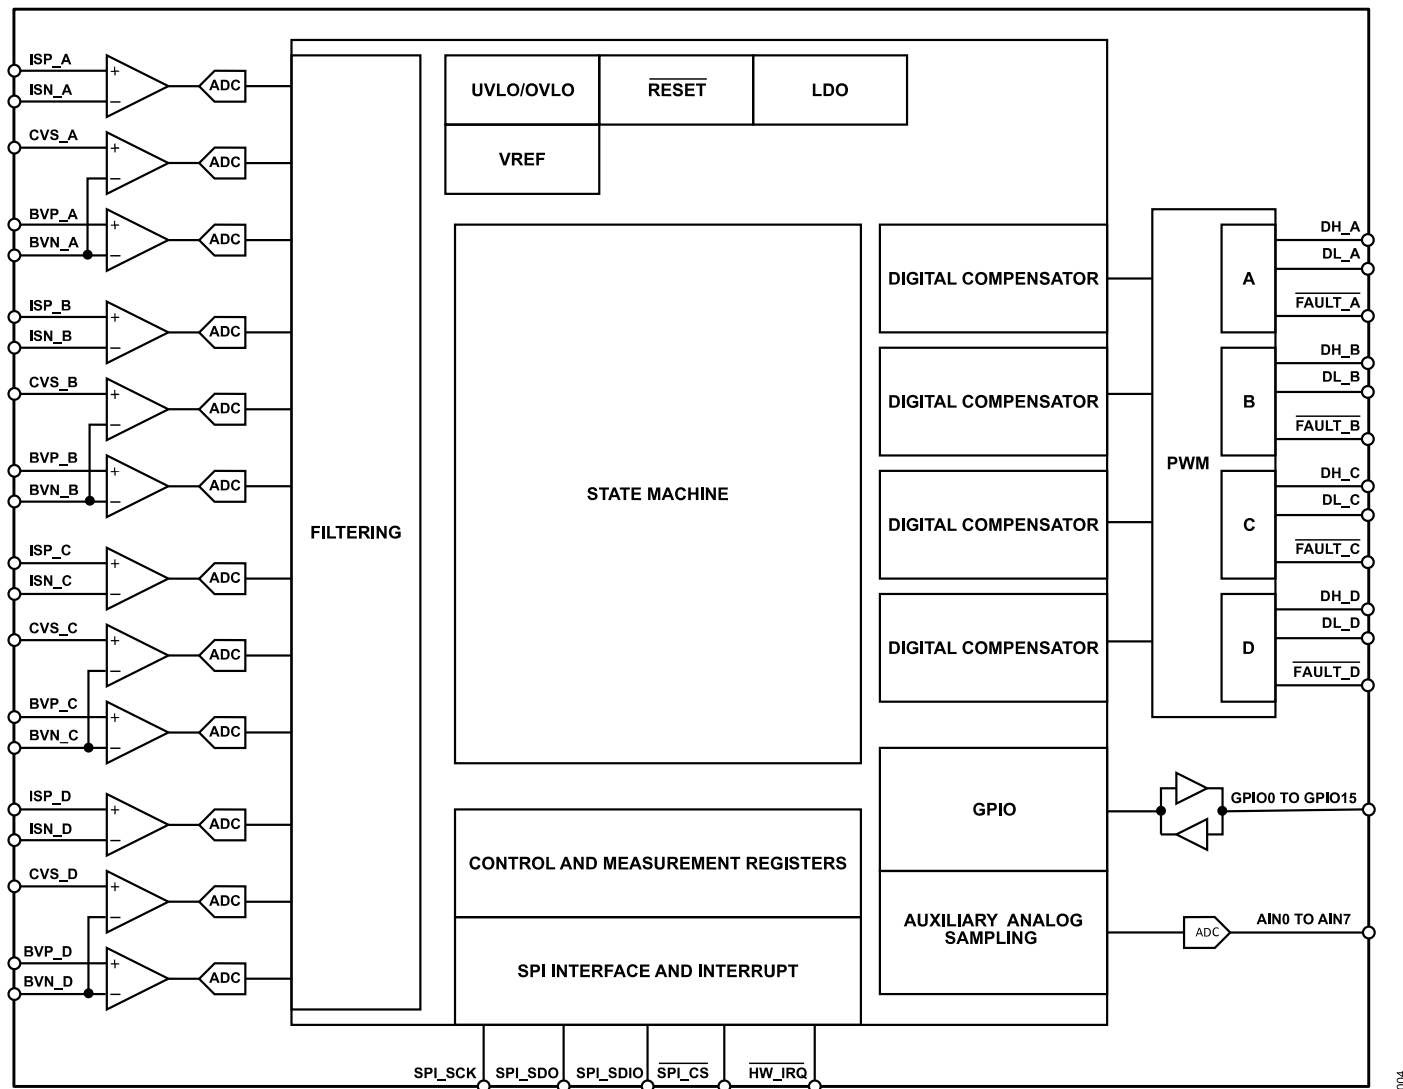 ISP_A
+
ADC
ISN_A
−
CVS_A
+
ADC
−
BVP_A
+
ADC
BVN_A
−
ISP_B
+
ADC
ISN_B
−
CVS_B
+
ADC
−
BVP_B
+
ADC
BVN_B
−
ISP_C
+
ADC
ISN_C
−
CVS_C
+
ADC
−
BVP_C
+
ADC
BVN_C
−
ISP_D
+
ADC
ISN_D
−
CVS_D
+
ADC
−
BVP_D
+
ADC
BVN_D
−
FILTERING
UVLO/OVLO
RESET
LDO
VREF
STATE MACHINE
CONTROL AND MEASUREMENT REGISTERS
SPI INTERFACE AND INTERRUPT
DIGITAL COMPENSATOR
DIGITAL COMPENSATOR
DIGITAL COMPENSATOR
DIGITAL COMPENSATOR
GPIO
AUXILIARY ANALOG
SAMPLING
PWM
A
B
C
D
DH_A
DL_A
FAULT_A
DH_B
DL_B
FAULT_B
DH_C
DL_C
FAULT_C
DH_D
DL_D
FAULT_D
GPIO0 TO GPIO15
ADC
AIN0 TO AIN7
SPI_SCK
SPI_SDO
SPI_SDIO
SPI_CS
HW_IRQ
004